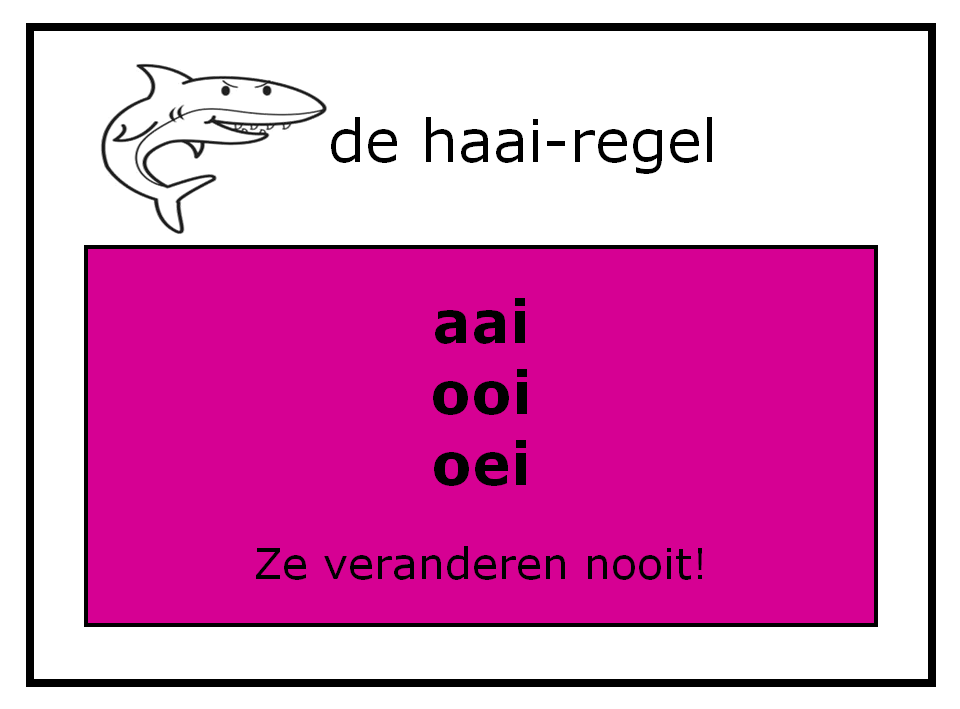 de haai-regel
aai
ooi
oei
Ze veranderen nooit!